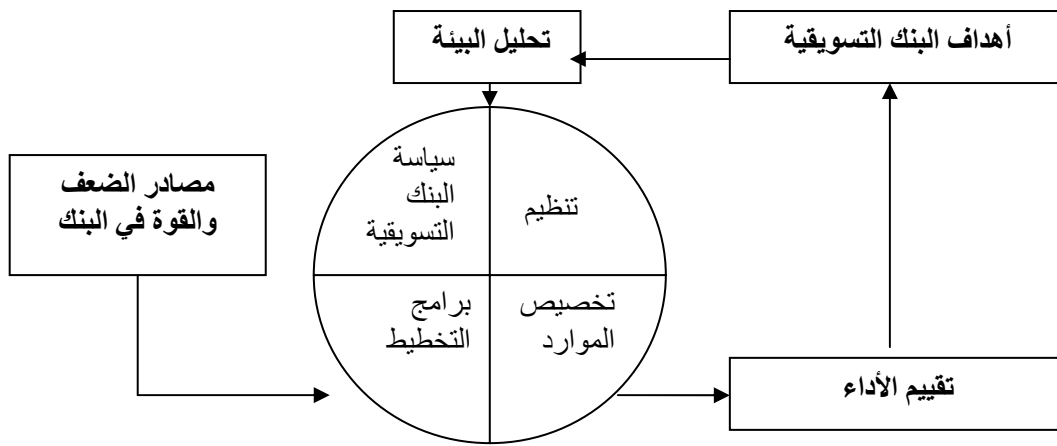 أهداف البنك التسويقية
تحليل البيئة
مصادر الضعف
والقوة في البنك
تنظيم
سياسة
البنك
التسويقية
تخصيص
الموارد
برامج
التخطيط
تقييم الأداء